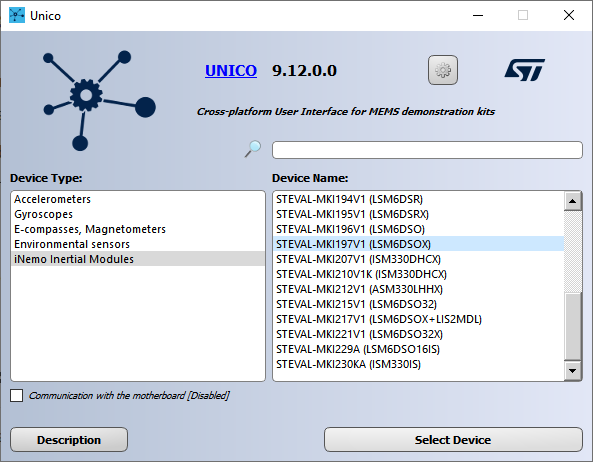 Unico
UNICO 9.12.0.0
ST
Cross-platform User Interface for MEMS demonstration kits
Device Type:
Accelerometers
Gyroscopes
E-compasses, Magnetometers
Environmental sensors
iNemo Inertial Modules
Device Name:
STEVAL-MKI194V1 (LSM6DSR)
STEVAL-MKI195V1 (LSM6DSRX)
STEVAL-MKI196V1 (LSM6DSO)
STEVAL-MKI197V1 (LSM6DSOX)
STEVAL-MKI207V1 (ISM330DHCX)
STEVAL-MKI210V1K (ISM330DHCX)
STEVAL-MKI212V1 (ASM330LHHX)
STEVAL-MKI215V1 (LSM6DSO32)
STEVAL-MKI217V1 (LSM6DSOX+LIS2MDL)
STEVAL-MKI221V1 (LSM6DSO32X)
STEVAL-MKI229A (LSM6DSO16IS)
STEVAL-MKI230KA (ISM330IS)
Communication with the motherboard [Disabled]
Description
Select Device